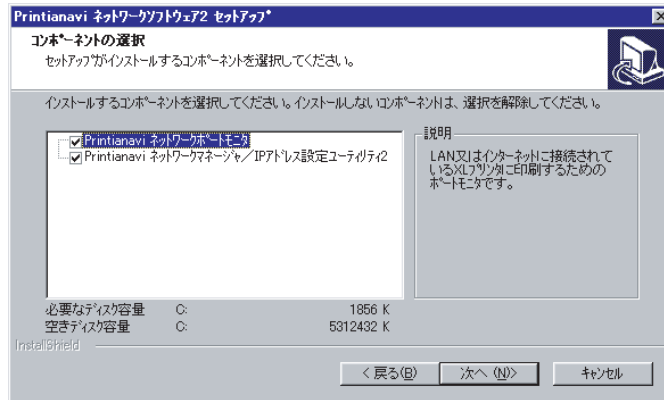 Printianavi ネットワークソフトウェア2 セットアップ
コンポーネントの選択
セットアップがインストールするコンポーネントを選択してください。
インストールするコンポーネントを選択してください。インストールしないコンポーネントは、選択を解除してください。
Printianavi ネットワークポートモニタ
Printianavi ネットワークマネージャ/IPアドレス設定ユーティリティ2
説明
LAN又はインターネットに接続されて
いるXLプリンタに印刷するための
ポートモニタです。
必要なディスク容量 C: 1856 K
空きディスク容量 C: 5312432 K
InstallShield
< 戻る(B) 次へ (N)> キャンセル